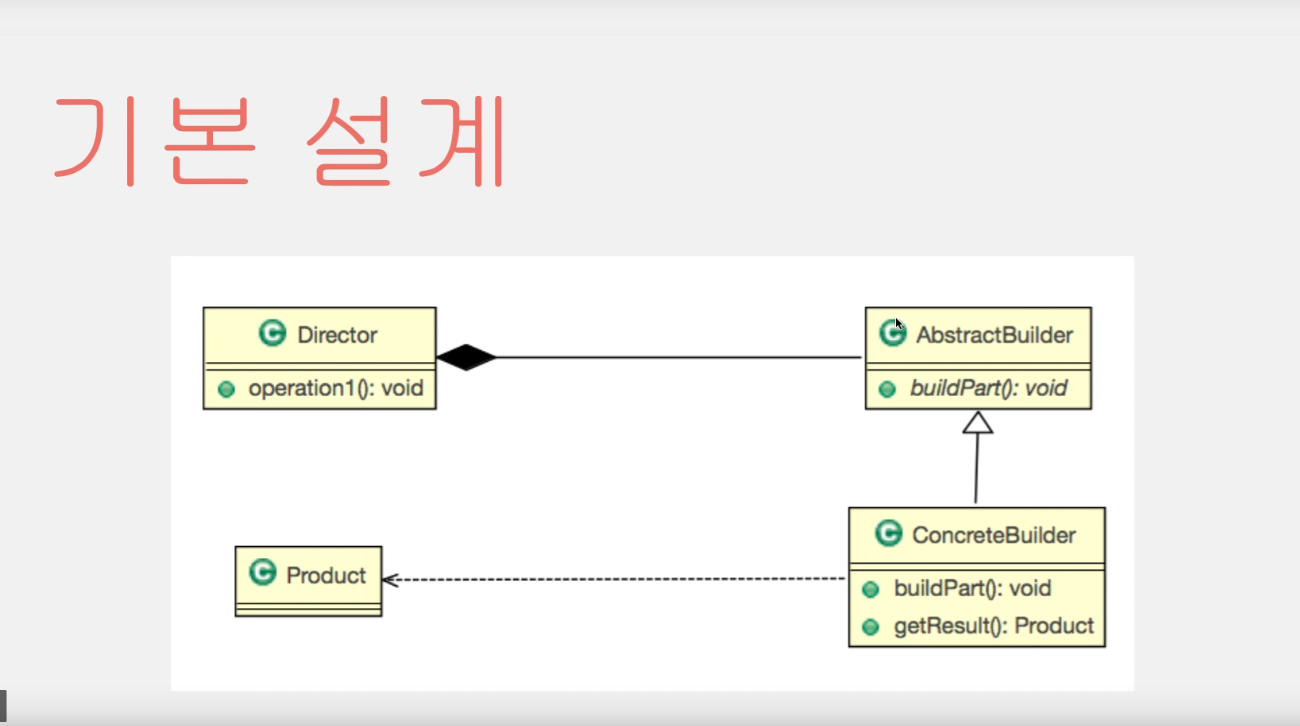 기본 설계
C Director
operation1(): void
C AbstractBuilder
buildPart(): void
C ConcreteBuilder
buildPart(): void
getResult(): Product
C Product